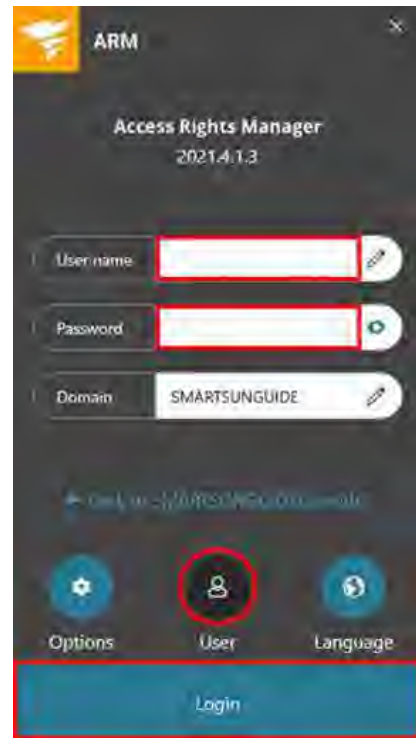 ARM
Access Rights Manager
2021.4.1.3
User name
Password
Domain SMARTSUNGUIDE
Options User Language
Login